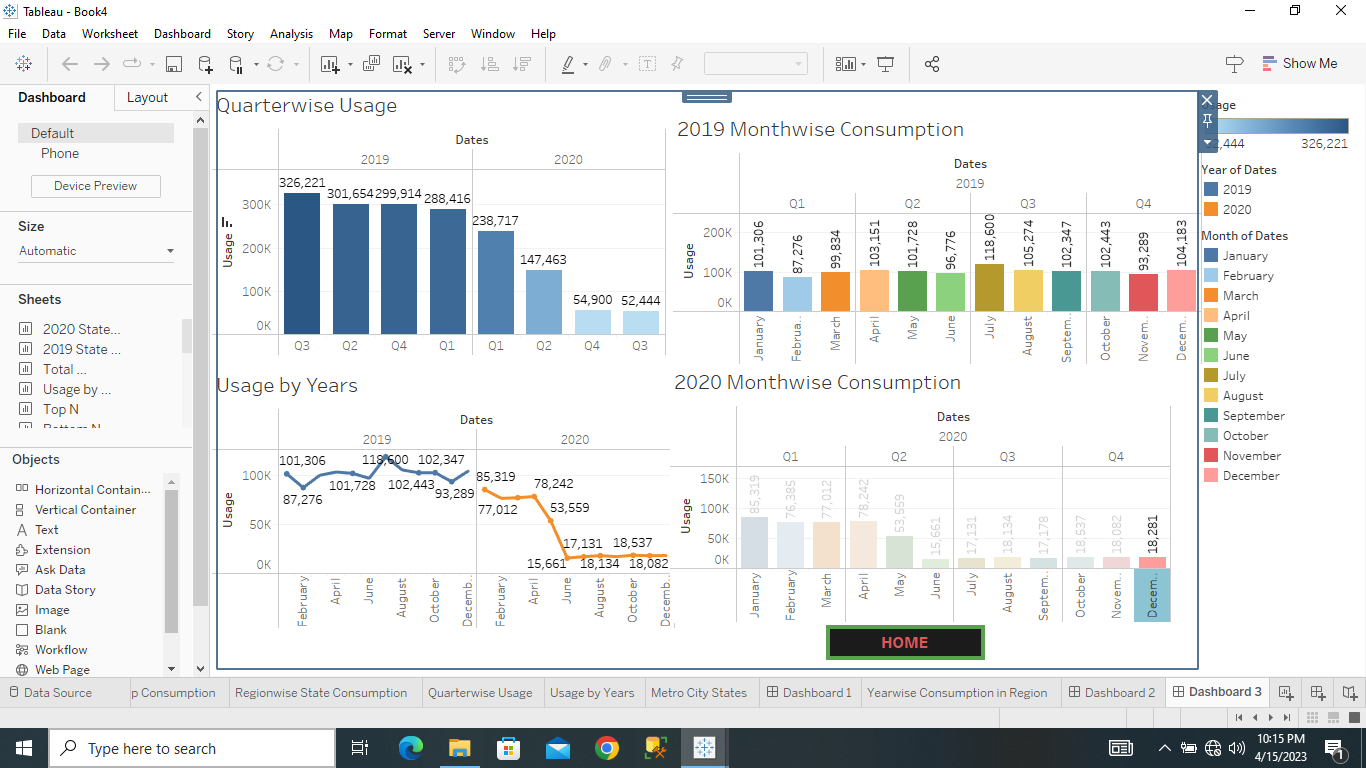 Tableau - Book4
File Data Worksheet Dashboard Story Analysis Map Format Server Window Help
Show Me
Dashboard Layout
Default
Phone
Device Preview
Size
Automatic
Sheets
2020 State...
2019 State ...
Total ...
Usage by ...
Top N
Bottom N
Objects
Horizontal Contain...
Vertical Container
Text
Extension
Ask Data
Data Story
Image
Blank
Workflow
Web Page
Quarterwise Usage
Dates
2019 2020
326,221 301,654 299,914 288,416 238,717 147,463 54,900 52,444
Usage
300K
200K
100K
0K
Q3 Q2 Q4 Q1 Q1 Q2 Q4 Q3
2019 Monthwise Consumption
Dates
2019
Q1 Q2 Q3 Q4
101,306 87,276 99,834 103,151 101,728 96,776 118,600 105,274 102,347 102,443 93,289 104,183
Usage
200K
100K
0K
January Februa.. March April May June July August Septem.. October Novem.. Decem..
Usage by Years
Dates
2019 2020
101,306 118,600 102,347 85,319 78,242
87,276 101,728 102,443 93,289 77,012 53,559
17,131 18,537
15,661 18,134 18,082
Usage
100K
50K
0K
February April June August October Decemb.. February April June August October Decemb..
2020 Monthwise Consumption
Dates
2020
Q1 Q2 Q3 Q4
85,319 76,385 77,012 78,242 53,559 15,661 17,131 18,134 17,178 18,537 18,082 18,281
Usage
150K
100K
50K
0K
January February March April May June July August Septem.. October Novem.. Decem..
HOME
326,221
Year of Dates
2019
2020
Month of Dates
January
February
March
April
May
June
July
August
September
October
November
December
Data Source p Consumption Regionwise State Consumption Quarterwise Usage Usage by Years Metro City States Dashboard 1 Yearwise Consumption in Region Dashboard 2 Dashboard 3
Type here to search
10:15 PM
4/15/2023
1